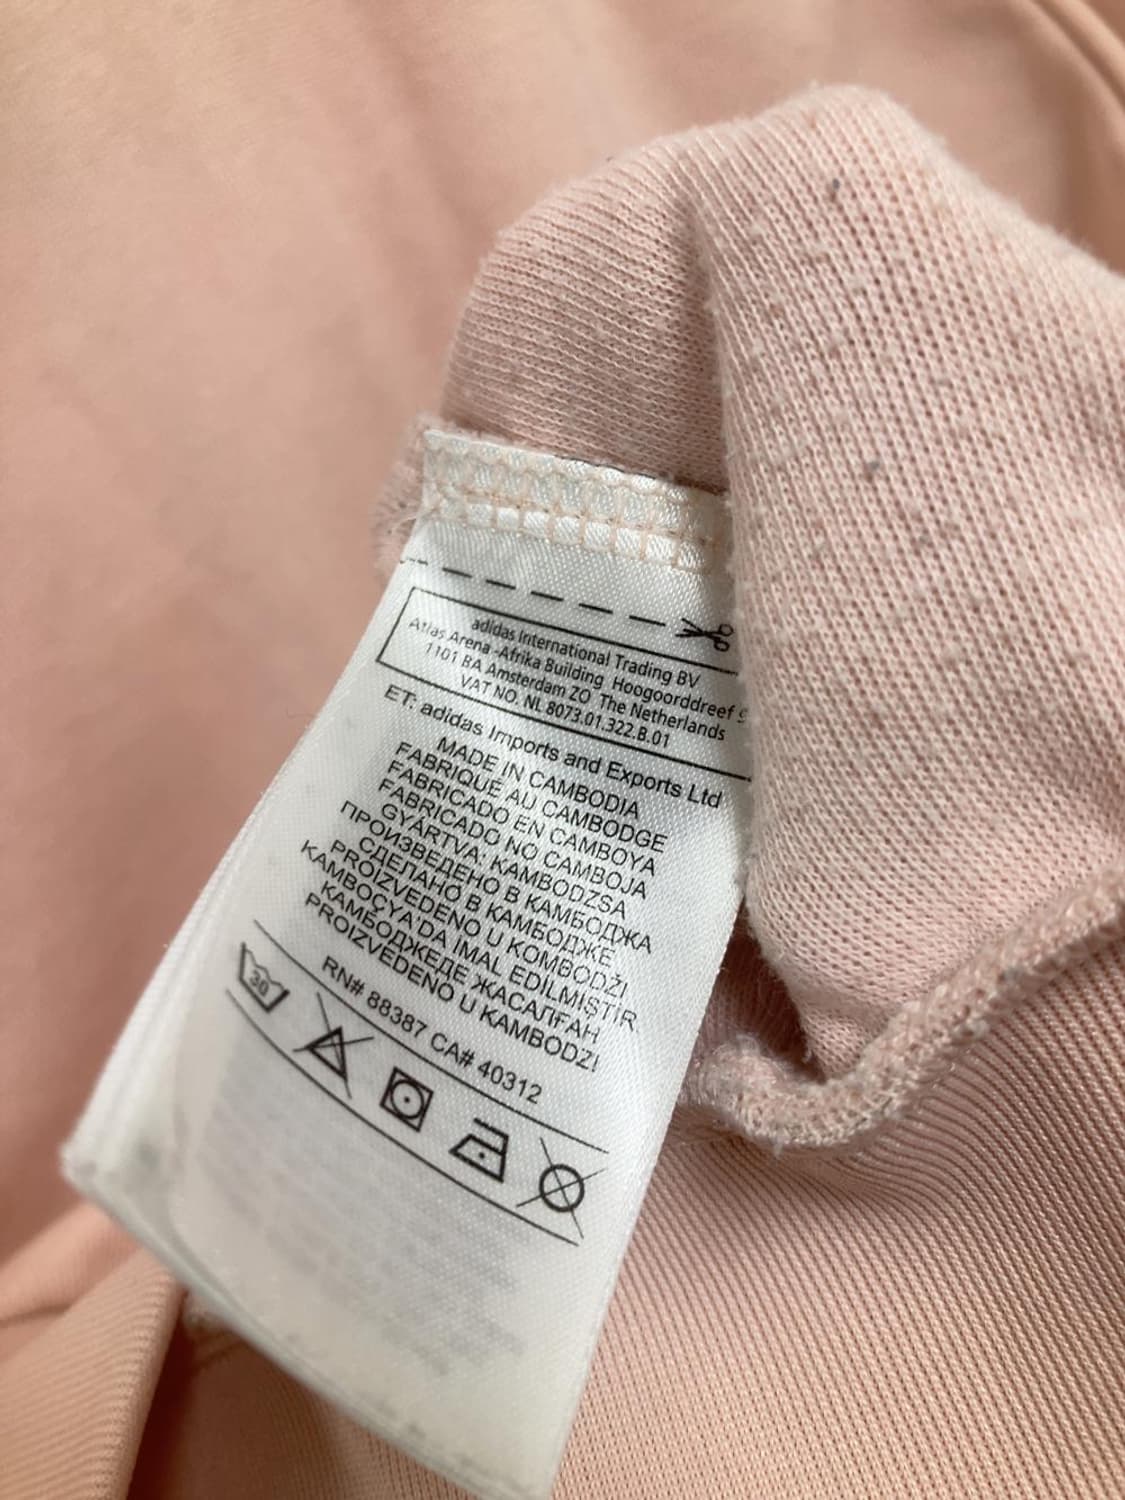 adidas International Trading BV
Atlas Arena -Afrika Building Hoogoorddreef
1101 BA Amsterdam ZO The Netherlands
VAT NO. NL 8073.01.322.B.01
ET: adidas Imports and Exports Ltd
MADE IN CAMBODIA
FABRIQUE AU CAMBODGE
FABRICADO EN CAMBOYA
FABRICADO NO CAMBOJA
GYÁRTVA: KAMBODZSA
ПРОИЗВЕДЕНО В КАМБОДЖА
СДЕЛАНО В КАМБОДЖЕ
PROIZVEDENO U KOMBODŽI
KAMBOÇYA'DA IMAL EDİLMİŞTİR
КАМБОДЖЕДЕ ЖАСАЛҒАН
PROIZVEDENO U KAMBODZI
RN# 88387 CA# 40312
30